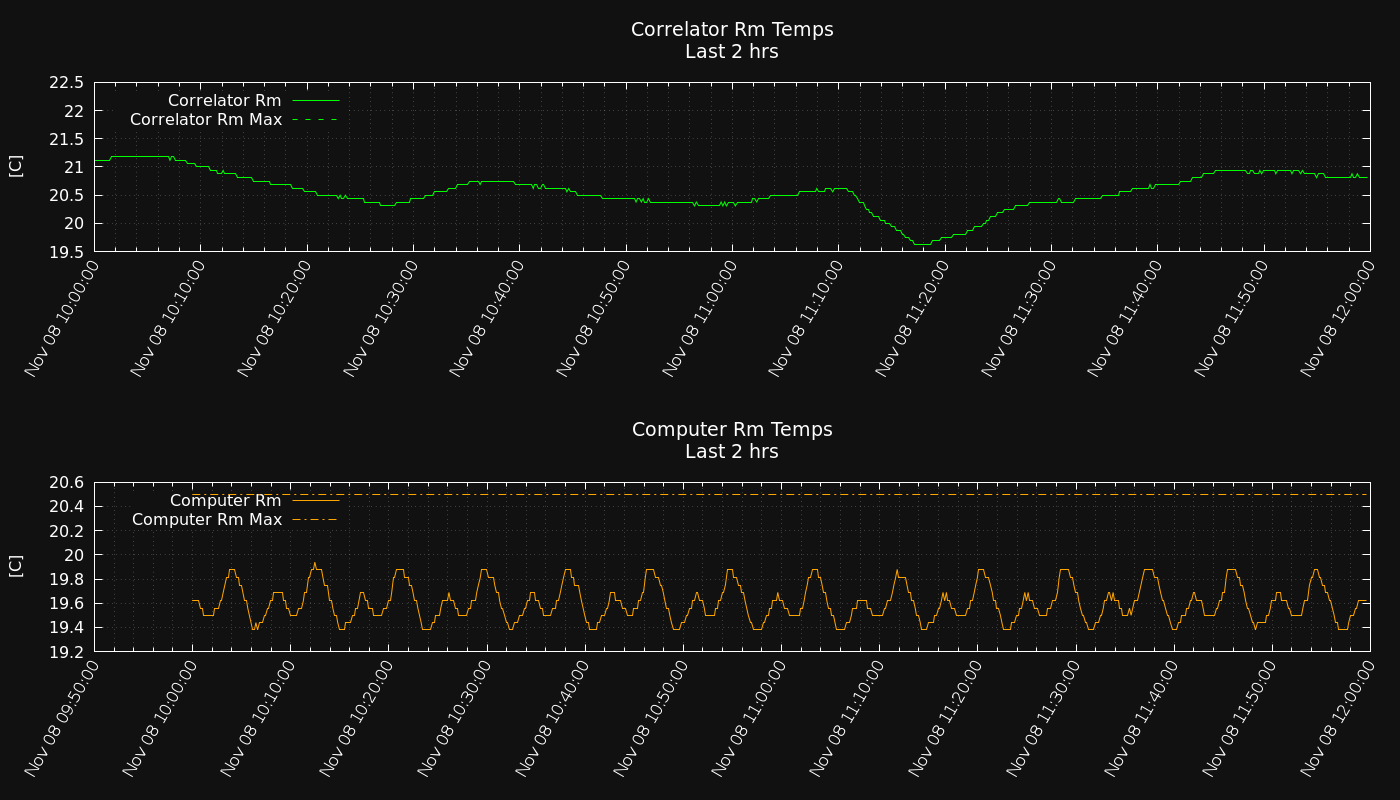 Correlator Rm Temps
Last 2 hrs
22.5
22
21.5
21
20.5
20
19.5
[C]
Correlator Rm
Correlator Rm Max
Nov 08 10:00:00
Nov 08 10:10:00
Nov 08 10:20:00
Nov 08 10:30:00
Nov 08 10:40:00
Nov 08 10:50:00
Nov 08 11:00:00
Nov 08 11:10:00
Nov 08 11:20:00
Nov 08 11:30:00
Nov 08 11:40:00
Nov 08 11:50:00
Nov 08 12:00:00
Computer Rm Temps
Last 2 hrs
20.6
20.4
20.2
20
19.8
19.6
19.4
19.2
[C]
Computer Rm
Computer Rm Max
Nov 08 09:50:00
Nov 08 10:00:00
Nov 08 10:10:00
Nov 08 10:20:00
Nov 08 10:30:00
Nov 08 10:40:00
Nov 08 10:50:00
Nov 08 11:00:00
Nov 08 11:10:00
Nov 08 11:20:00
Nov 08 11:30:00
Nov 08 11:40:00
Nov 08 11:50:00
Nov 08 12:00:00